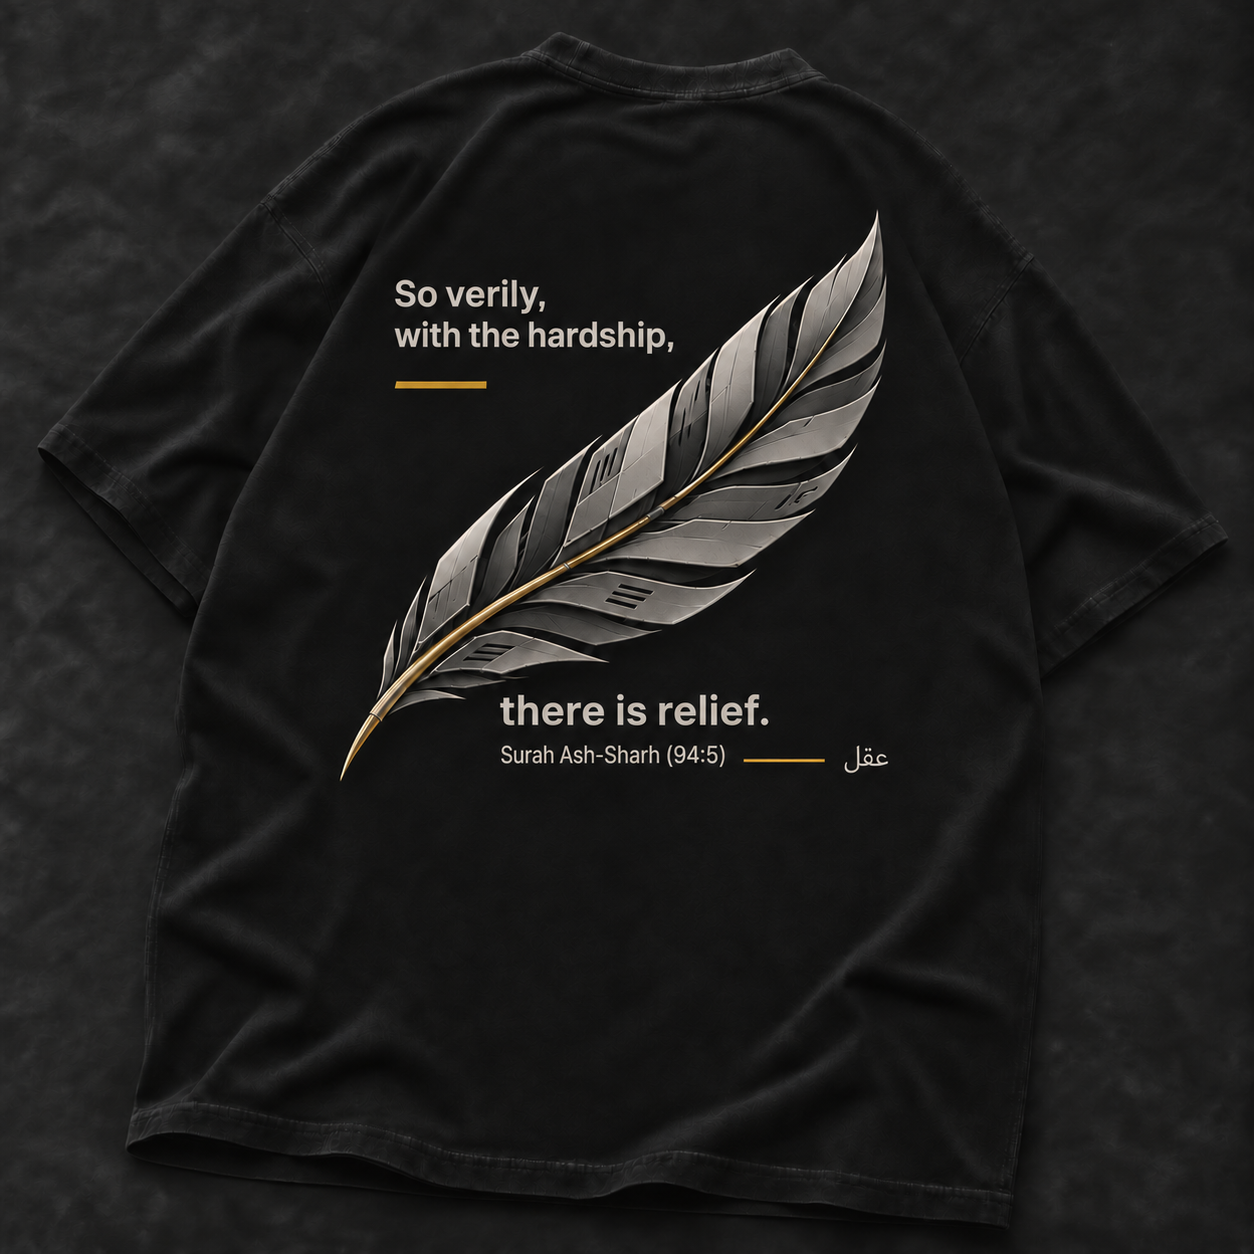 So verily,
with the hardship,
there is relief.
Surah Ash-Sharh (94:5)
عقل